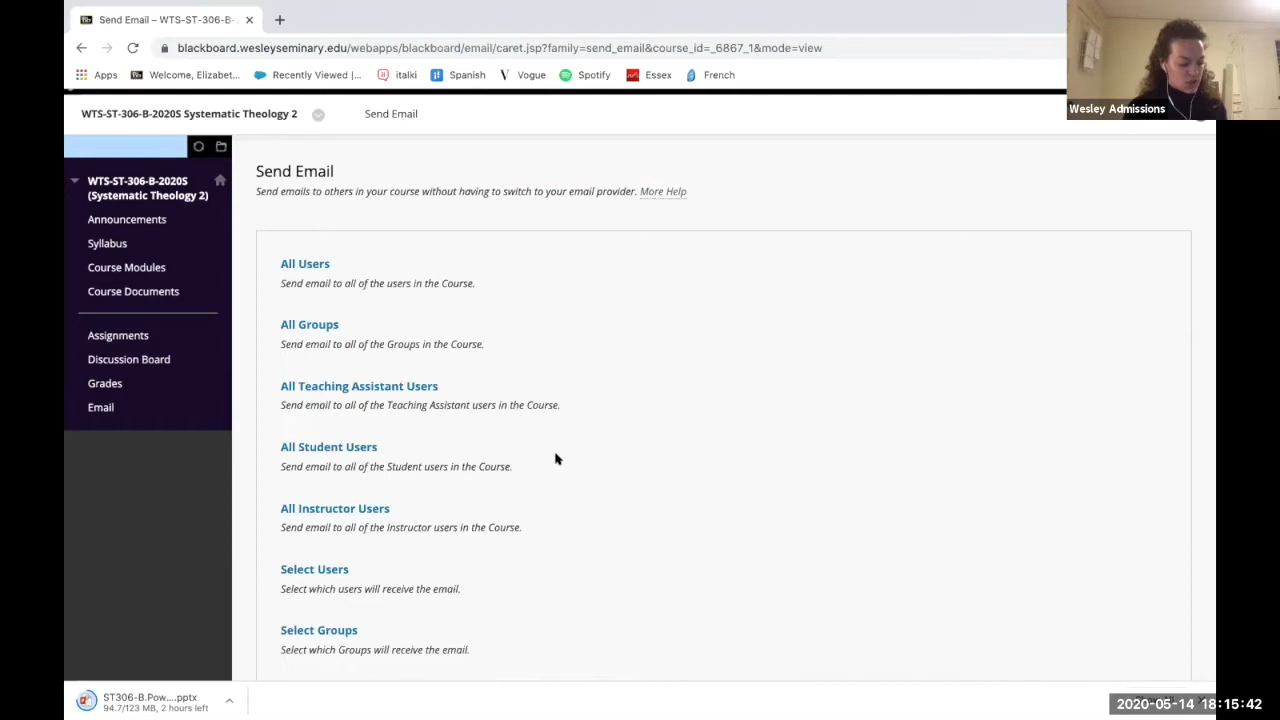 Send Email – WTS-ST-306-B-
blackboard.wesleyseminary.edu/webapps/blackboard/email/caret.jsp?family=send_email&course_id=_6867_1&mode=view
Apps Welcome, Elizabet... Recently Viewed |... italki Spanish Vogue Spotify Essex French
Wesley Admissions
WTS-ST-306-B-2020S Systematic Theology 2 Send Email
WTS-ST-306-B-2020S
(Systematic Theology 2)
Announcements
Syllabus
Course Modules
Course Documents
Assignments
Discussion Board
Grades
Email
Send Email
Send emails to others in your course without having to switch to your email provider. More Help
All Users
Send email to all of the users in the Course.
All Groups
Send email to all of the Groups in the Course.
All Teaching Assistant Users
Send email to all of the Teaching Assistant users in the Course.
All Student Users
Send email to all of the Student users in the Course.
All Instructor Users
Send email to all of the Instructor users in the Course.
Select Users
Select which users will receive the email.
Select Groups
Select which Groups will receive the email.
ST306-B.Pow....pptx
94.7/123 MB, 2 hours left
2020-05-14 18:15:42